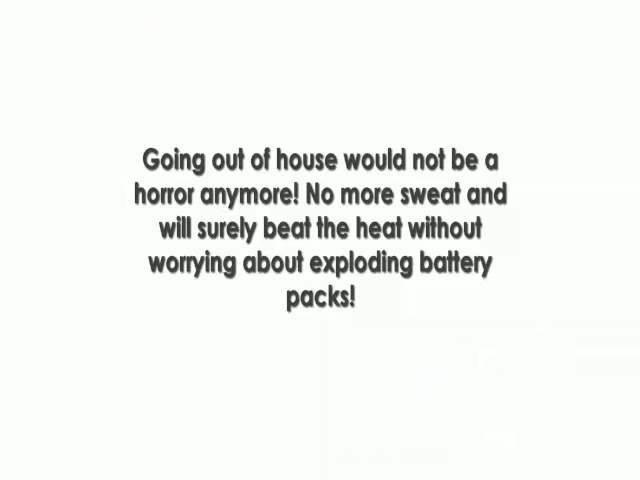 Going out of house would not be a
horror anymore! No more sweat and
will surely beat the heat without
worrying about exploding battery
packs!